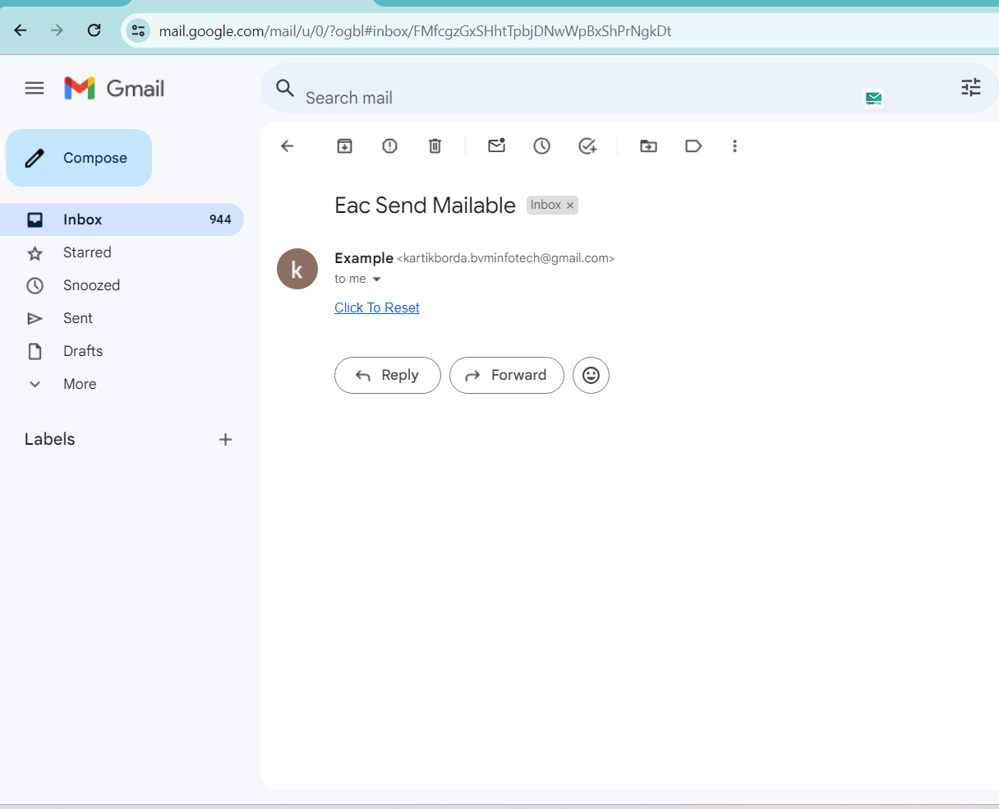 mail.google.com/mail/u/0/?ogbl#inbox/FMfcgzGxSHhtTpbjDNwWpBxShPrNgkDt
Gmail
Search mail
Compose
Eac Send Mailable Inbox ×
Inbox 944
Starred
Snoozed
Sent
Drafts
More
Labels
Example <kartikborda.bvminfotech@gmail.com>
k
to me
Click To Reset
Reply Forward